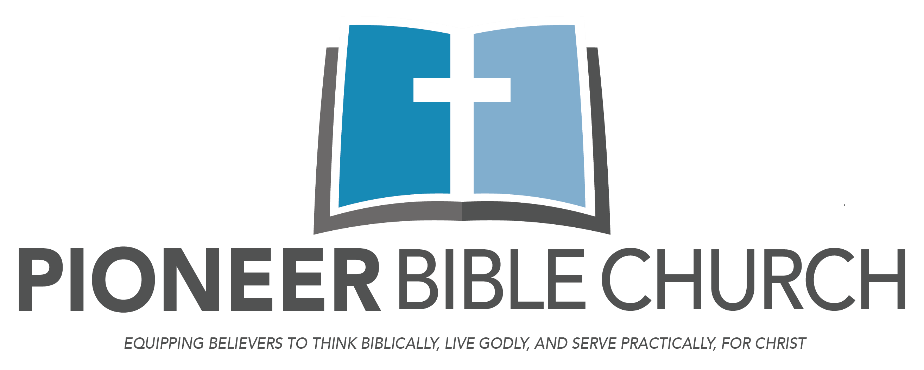 PIONEER BIBLE CHURCH
EQUIPPING BELIEVERS TO THINK BIBLICALLY, LIVE GODLY, AND SERVE PRACTICALLY, FOR CHRIST